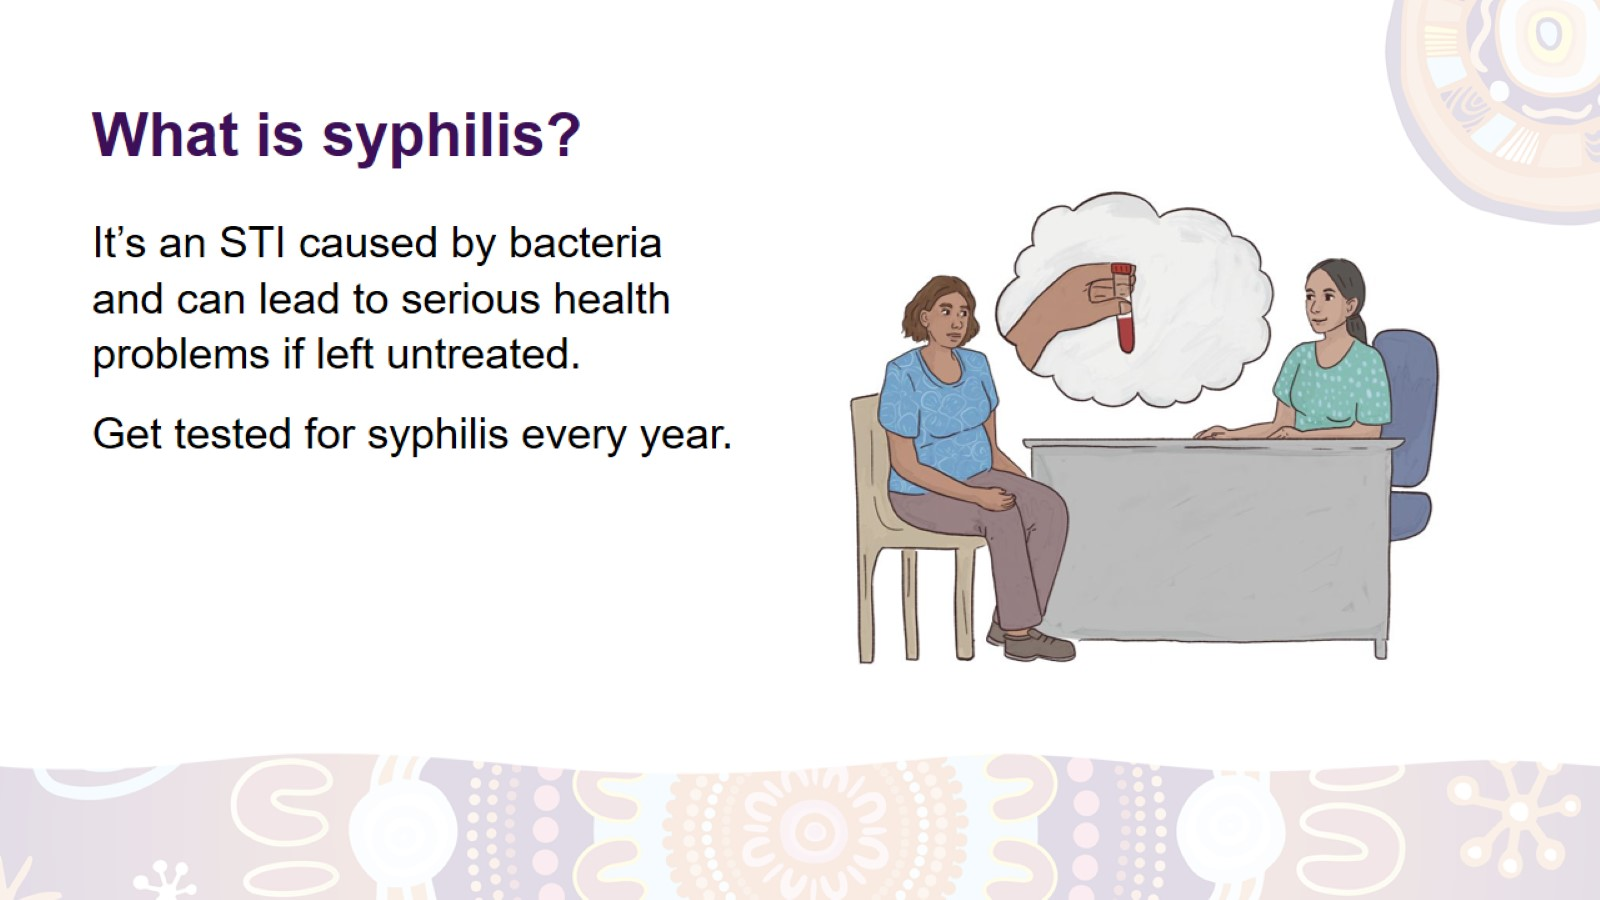 What is syphilis?
It’s an STI caused by bacteria
and can lead to serious health
problems if left untreated.
Get tested for syphilis every year.